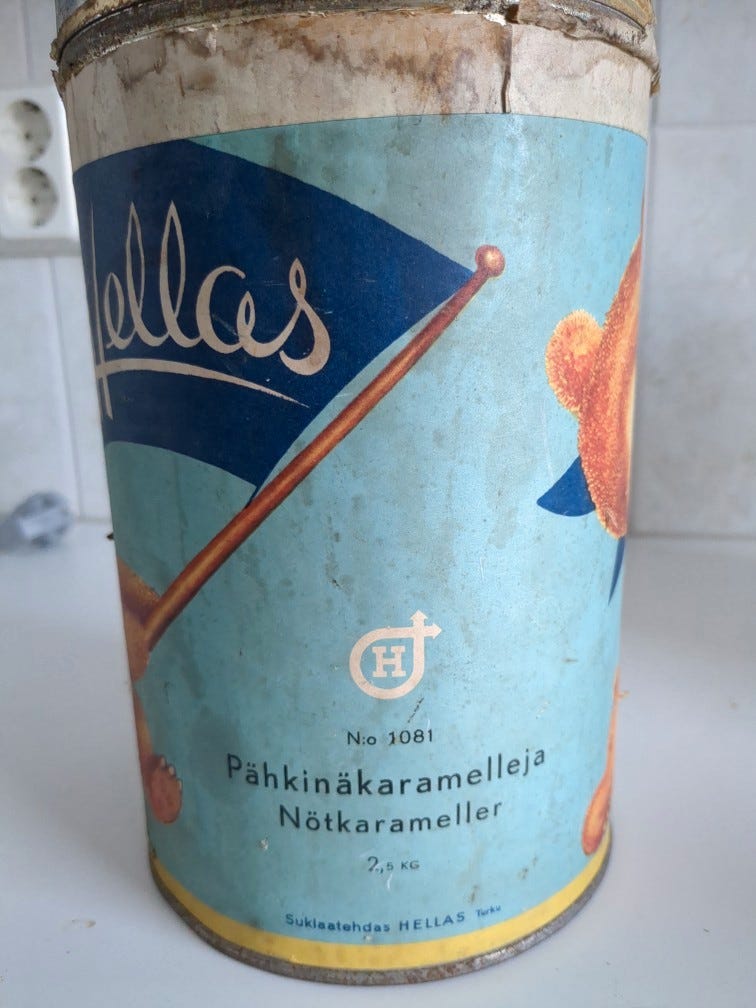 Hellas
H
N:o 1081
Pähkinäkaramelleja
Nötkarameller
2,5 KG
Suklaatehdas HELLAS Turku